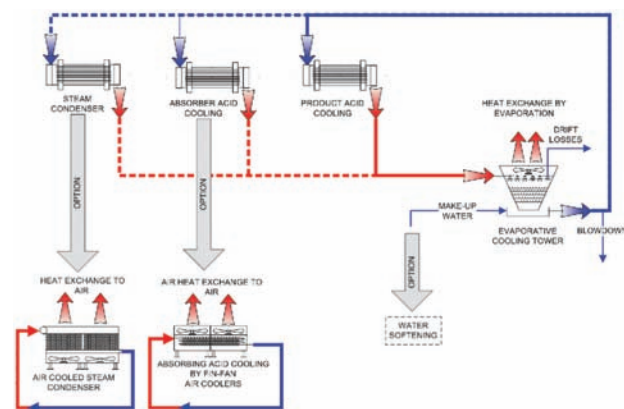 STEAM
CONDENSER
ABSORBER ACID
COOLING
PRODUCT ACID
COOLING
HEAT EXCHANGE BY
EVAPORATION
DRIFT
LOSSES
OPTION
OPTION
MAKE-UP
WATER
EVAPORATIVE
COOLING TOWER
BLOWDOWN
OPTION
HEAT EXCHANGE TO
AIR
AIR HEAT EXCHANGE TO
AIR
WATER
SOFTENING
AIR COOLED STEAM
CONDENSER
ABSORBING ACID COOLING
BY FIN-FAN
AIR COOLERS